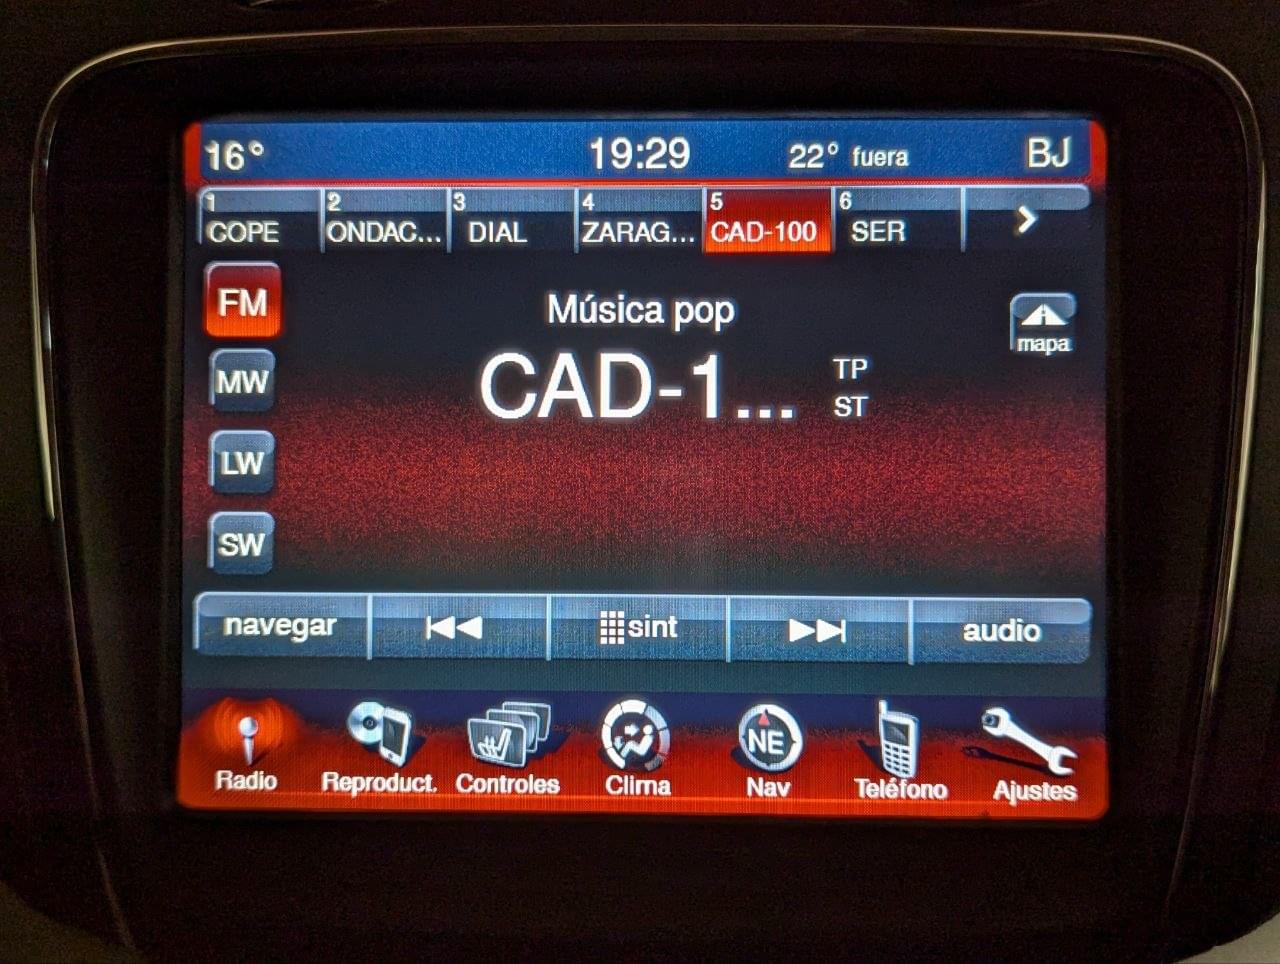 16° 19:29 22° fuera BJ
1 2 3 4 5 6
COPE ONDAC... DIAL ZARAG... CAD-100 SER
FM
Música pop
mapa
CAD-1...
TP
ST
MW
LW
SW
navegar sint audio
NE
Radio Reproduct. Controles Clima Nav Teléfono Ajustes